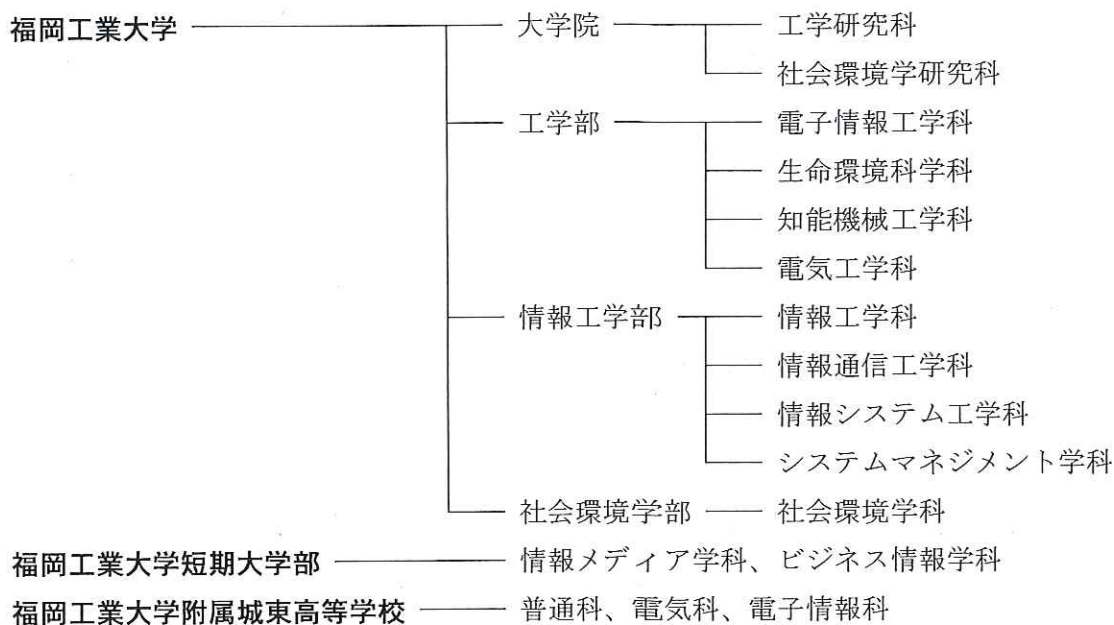 福岡工業大学 大学院 工学研究科
社会環境学研究科
工学部 電子情報工学科
生命環境科学科
知能機械工学科
電気工学科
情報工学部 情報工学科
情報通信工学科
情報システム工学科
システムマネジメント学科
社会環境学部 社会環境学科
福岡工業大学短期大学部 情報メディア学科、ビジネス情報学科
福岡工業大学附属城東高等学校 普通科、電気科、電子情報科